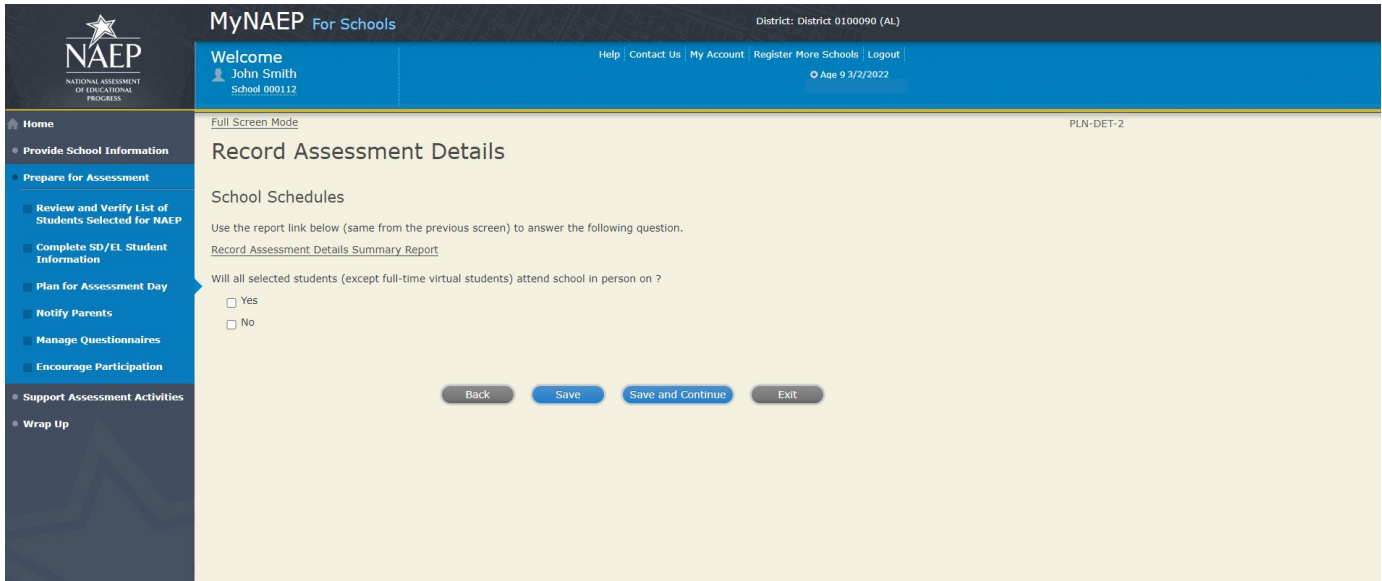 NAEP
NATIONAL ASSESSMENT
OF EDUCATIONAL
PROGRESS
MyNAEP For Schools
District: District 0100090 (AL)
Welcome
John Smith
School 000112
Help Contact Us My Account Register More Schools Logout
Age 9 3/2/2022
Home
Provide School Information
Prepare for Assessment
Review and Verify List of
Students Selected for NAEP
Complete SD/EL Student
Information
Plan for Assessment Day
Notify Parents
Manage Questionnaires
Encourage Participation
Support Assessment Activities
Wrap Up
Full Screen Mode
PLN-DET-2
Record Assessment Details
School Schedules
Use the report link below (same from the previous screen) to answer the following question.
Record Assessment Details Summary Report
Will all selected students (except full-time virtual students) attend school in person on ?
Yes
No
Back Save Save and Continue Exit